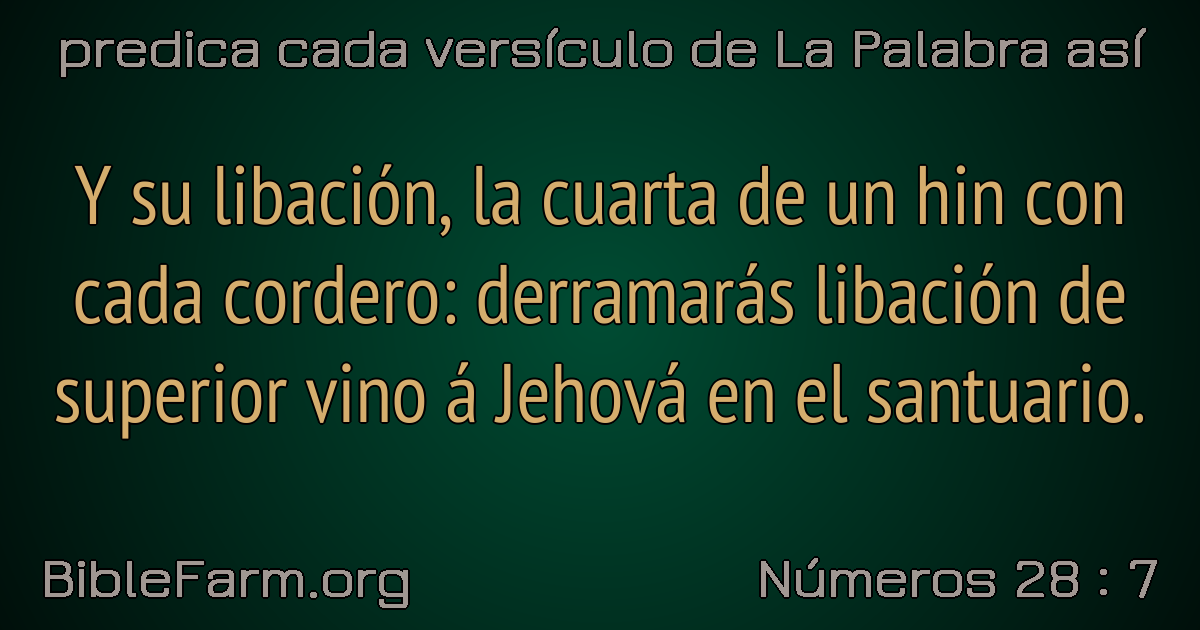 predica cada versículo de La Palabra así
Y su libación, la cuarta de un hin con
cada cordero: derramarás libación de
superior vino á Jehová en el santuario.
BibleFarm.org
Números 28 : 7